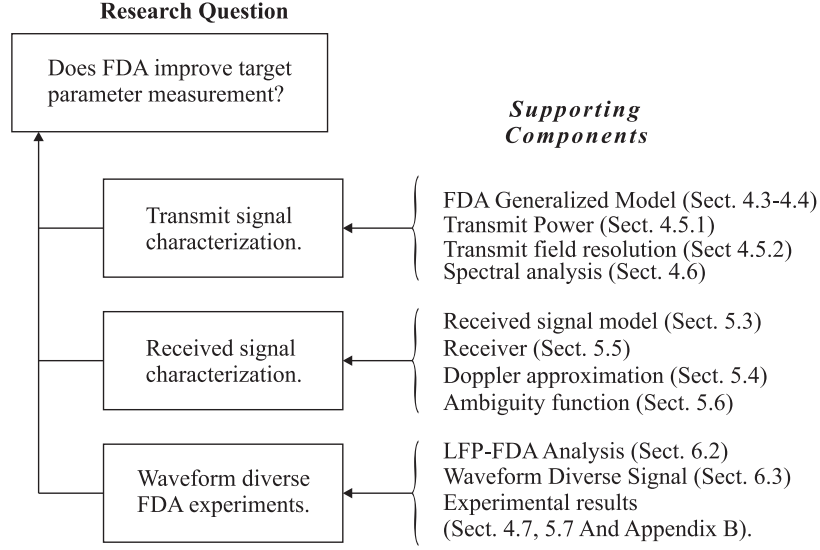 Research Question
Does FDA improve target
parameter measurement?
Supporting
Components
Transmit signal
characterization.
FDA Generalized Model (Sect. 4.3-4.4)
Transmit Power (Sect. 4.5.1)
Transmit field resolution (Sect 4.5.2)
Spectral analysis (Sect. 4.6)
Received signal
characterization.
Received signal model (Sect. 5.3)
Receiver (Sect. 5.5)
Doppler approximation (Sect. 5.4)
Ambiguity function (Sect. 5.6)
Waveform diverse
FDA experiments.
LFP-FDA Analysis (Sect. 6.2)
Waveform Diverse Signal (Sect. 6.3)
Experimental results
(Sect. 4.7, 5.7 And Appendix B).